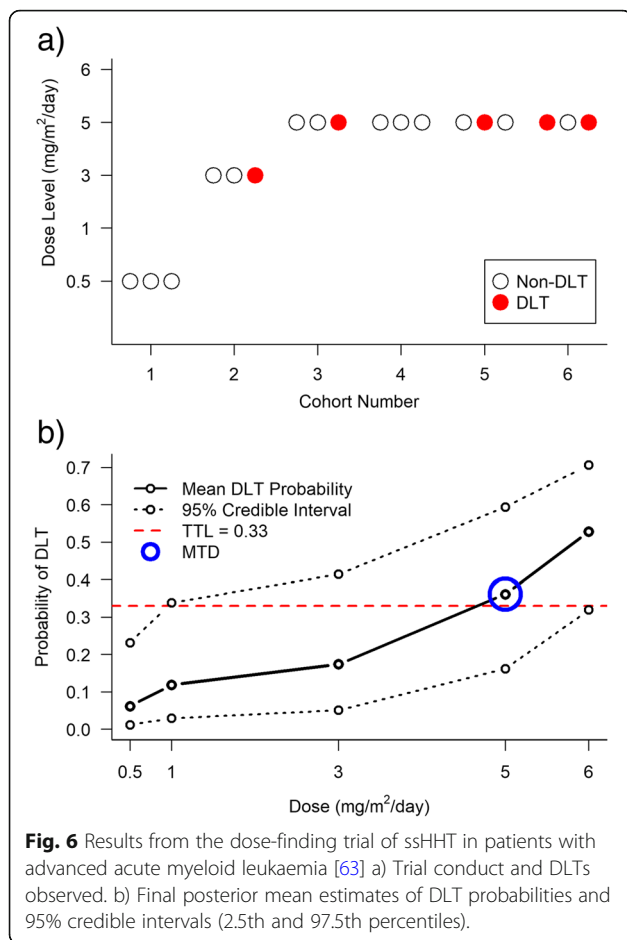 a)
Dose Level (mg/m²/day)
6
5
3
1
0.5
Non-DLT
DLT
1 2 3 4 5 6
Cohort Number
b)
Probability of DLT
0.7
0.6
0.5
0.4
0.3
0.2
0.1
0.0
Mean DLT Probability
95% Credible Interval
TTL = 0.33
MTD
0.5 1 3 5 6
Dose (mg/m²/day)
Fig. 6 Results from the dose-finding trial of ssHHT in patients with
advanced acute myeloid leukaemia [63] a) Trial conduct and DLTs
observed. b) Final posterior mean estimates of DLT probabilities and
95% credible intervals (2.5th and 97.5th percentiles).